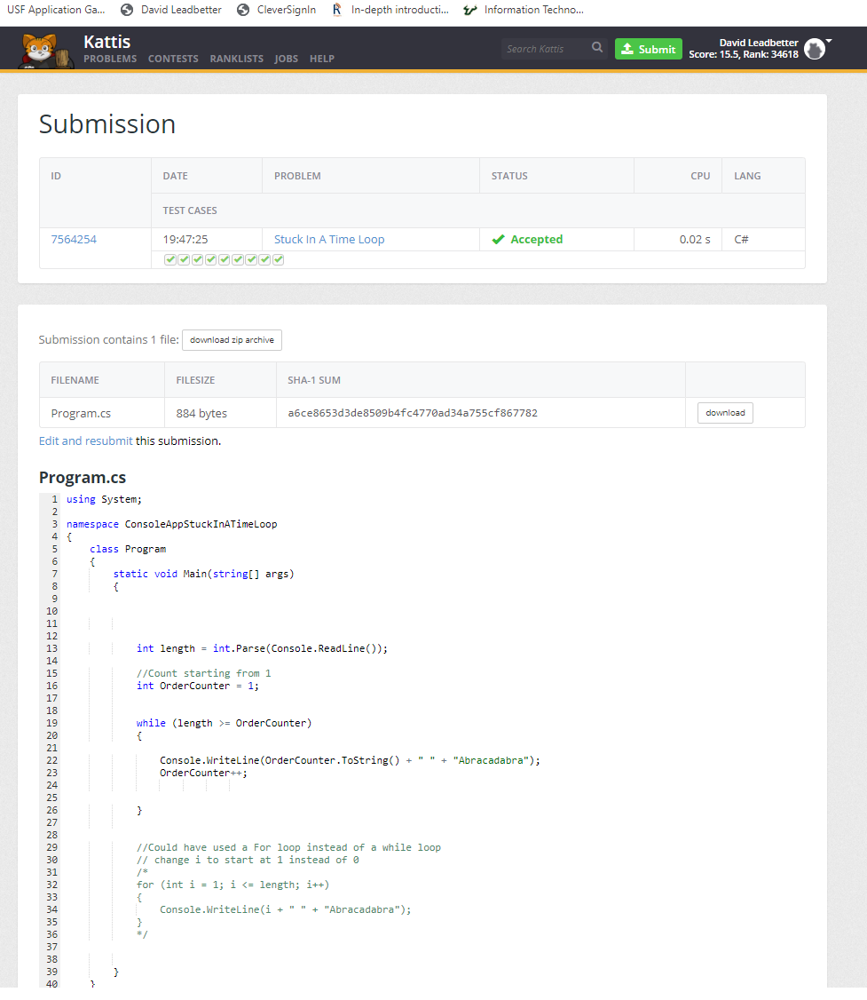 USF Application Ga... David Leadbetter CleverSignIn In-depth introducti... Information Techno...
Kattis
PROBLEMS CONTESTS RANKLISTS JOBS HELP
Search Kattis
Submit
David Leadbetter
Score: 15.5, Rank: 34618
Submission
ID DATE PROBLEM STATUS CPU LANG
TEST CASES
7564254 19:47:25 Stuck In A Time Loop Accepted 0.02 s C#
Submission contains 1 file: download zip archive
FILENAME FILESIZE SHA-1 SUM
Program.cs 884 bytes a6ce8653d3de8509b4fc4770ad34a755cf867782 download
Edit and resubmit this submission.
Program.cs
1 using System;
2
3 namespace ConsoleAppStuckInATimeLoop
4 {
5 class Program
6 {
7 static void Main(string[] args)
8 {
9
10
11
12
13 int length = int.Parse(Console.ReadLine());
14
15 //Count starting from 1
16 int OrderCounter = 1;
17
18
19 while (length >= OrderCounter)
20 {
21
22 Console.WriteLine(OrderCounter.ToString() + " " + "Abracadabra");
23 OrderCounter++;
24
25
26 }
27
28
29 //Could have used a For loop instead of a while loop
30 // change i to start at 1 instead of 0
31 /*
32 for (int i = 1; i <= length; i++)
33 {
34 Console.WriteLine(i + " " + "Abracadabra");
35 }
36 */
37
38
39 }
40 }